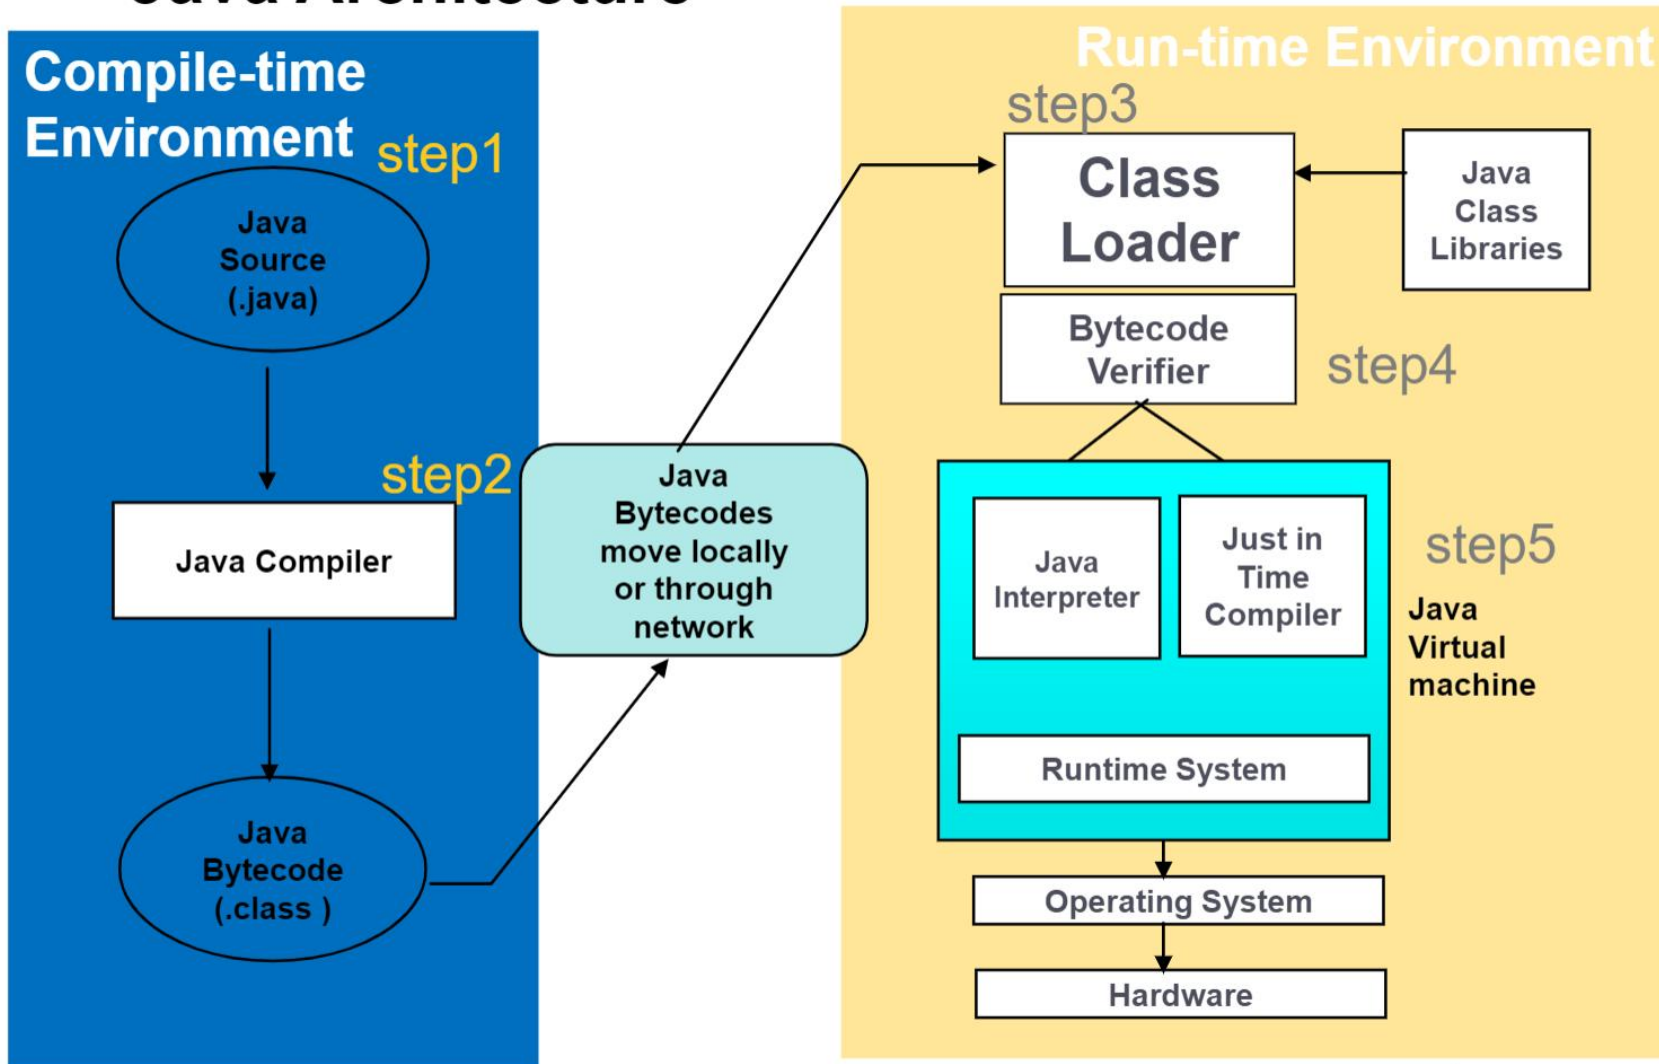 Java Architecture
Compile-time
Environment
step1
Java
Source
(.java)
step2
Java Compiler
Java
Bytecode
(.class )
Java
Bytecodes
move locally
or through
network
Run-time Environment
step3
Class
Loader
Java
Class
Libraries
Bytecode
Verifier
step4
Java
Interpreter
Just in
Time
Compiler
step5
Java
Virtual
machine
Runtime System
Operating System
Hardware